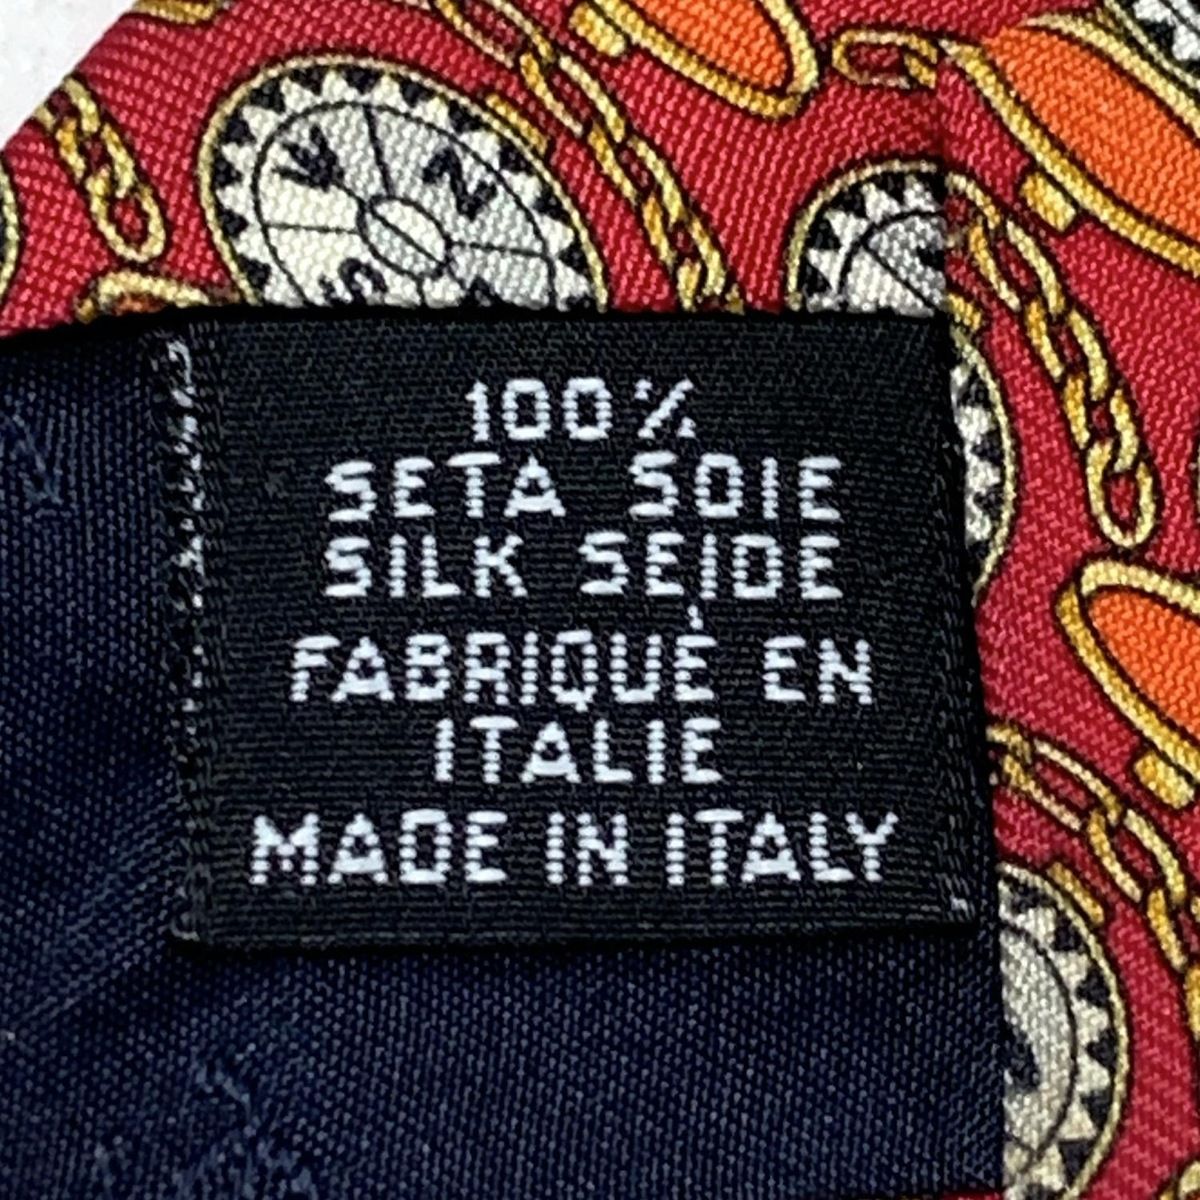 W N
S
100%
SETA SOIE
SILK SEIDE
FABRIQUÉ EN
ITALIE
MADE IN ITALY